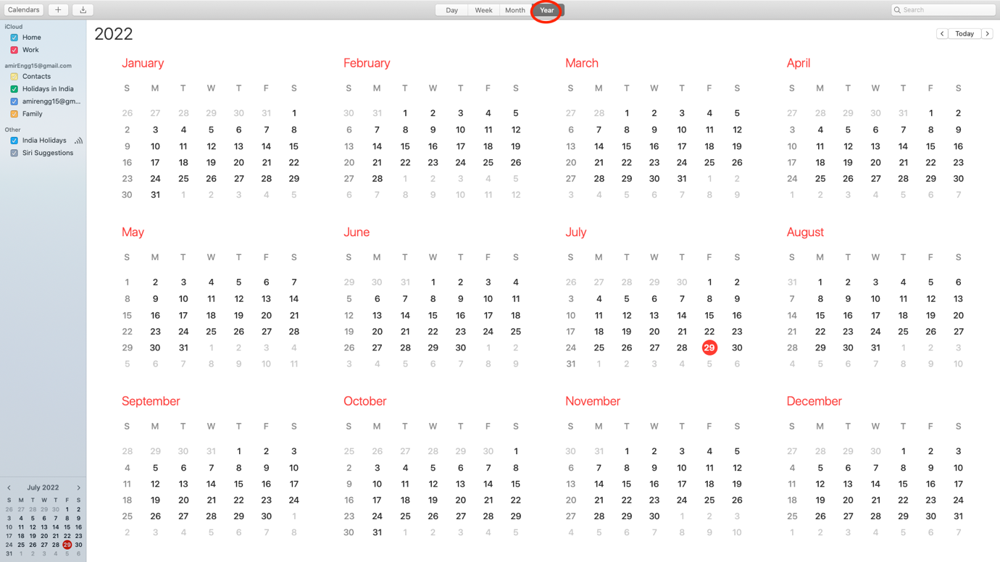 Calendars + Day Week Month Year Search
iCloud
Home
Work
amirEngg15@gmail.com
Contacts
Holidays in India
amirengg15@gm...
Family
Other
India Holidays
Siri Suggestions
July 2022
S M T W T F S
26 27 28 29 30 1 2
3 4 5 6 7 8 9
10 11 12 13 14 15 16
17 18 19 20 21 22 23
24 25 26 27 28 29 30
31 1 2 3 4 5 6
2022 Today
January
S M T W T F S
26 27 28 29 30 31 1
2 3 4 5 6 7 8
9 10 11 12 13 14 15
16 17 18 19 20 21 22
23 24 25 26 27 28 29
30 31 1 2 3 4 5
February
S M T W T F S
30 31 1 2 3 4 5
6 7 8 9 10 11 12
13 14 15 16 17 18 19
20 21 22 23 24 25 26
27 28 1 2 3 4 5
6 7 8 9 10 11 12
March
S M T W T F S
27 28 1 2 3 4 5
6 7 8 9 10 11 12
13 14 15 16 17 18 19
20 21 22 23 24 25 26
27 28 29 30 31 1 2
3 4 5 6 7 8 9
April
S M T W T F S
27 28 29 30 31 1 2
3 4 5 6 7 8 9
10 11 12 13 14 15 16
17 18 19 20 21 22 23
24 25 26 27 28 29 30
1 2 3 4 5 6 7
May
S M T W T F S
1 2 3 4 5 6 7
8 9 10 11 12 13 14
15 16 17 18 19 20 21
22 23 24 25 26 27 28
29 30 31 1 2 3 4
5 6 7 8 9 10 11
June
S M T W T F S
29 30 31 1 2 3 4
5 6 7 8 9 10 11
12 13 14 15 16 17 18
19 20 21 22 23 24 25
26 27 28 29 30 1 2
3 4 5 6 7 8 9
July
S M T W T F S
26 27 28 29 30 1 2
3 4 5 6 7 8 9
10 11 12 13 14 15 16
17 18 19 20 21 22 23
24 25 26 27 28 29 30
31 1 2 3 4 5 6
August
S M T W T F S
31 1 2 3 4 5 6
7 8 9 10 11 12 13
14 15 16 17 18 19 20
21 22 23 24 25 26 27
28 29 30 31 1 2 3
4 5 6 7 8 9 10
September
S M T W T F S
28 29 30 31 1 2 3
4 5 6 7 8 9 10
11 12 13 14 15 16 17
18 19 20 21 22 23 24
25 26 27 28 29 30 1
2 3 4 5 6 7 8
October
S M T W T F S
25 26 27 28 29 30 1
2 3 4 5 6 7 8
9 10 11 12 13 14 15
16 17 18 19 20 21 22
23 24 25 26 27 28 29
30 31 1 2 3 4 5
November
S M T W T F S
30 31 1 2 3 4 5
6 7 8 9 10 11 12
13 14 15 16 17 18 19
20 21 22 23 24 25 26
27 28 29 30 1 2 3
4 5 6 7 8 9 10
December
S M T W T F S
27 28 29 30 1 2 3
4 5 6 7 8 9 10
11 12 13 14 15 16 17
18 19 20 21 22 23 24
25 26 27 28 29 30 31
1 2 3 4 5 6 7